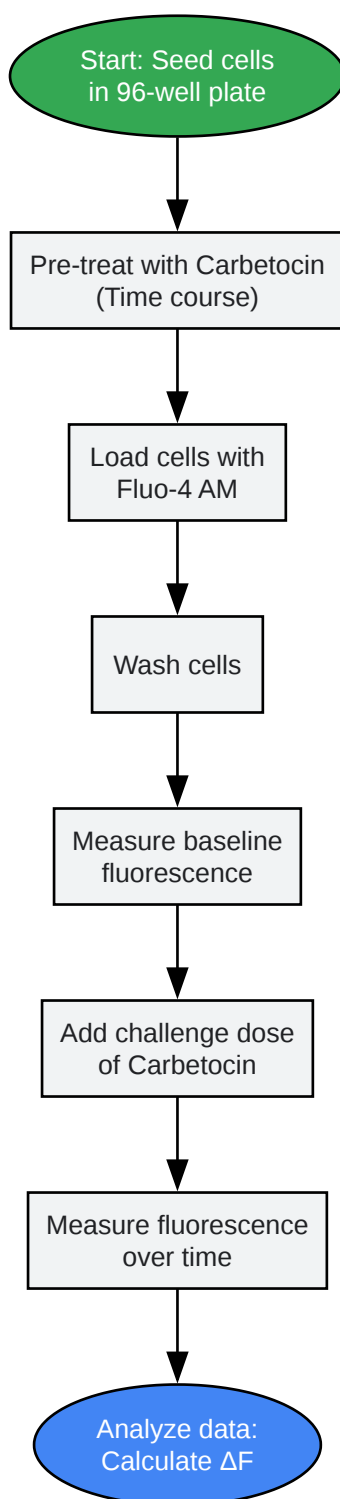 Start: Seed cells
in 96-well plate
Pre-treat with Carbetocin
(Time course)
Load cells with
Fluo-4 AM
Wash cells
Measure baseline
fluorescence
Add challenge dose
of Carbetocin
Measure fluorescence
over time
Analyze data:
Calculate ΔF